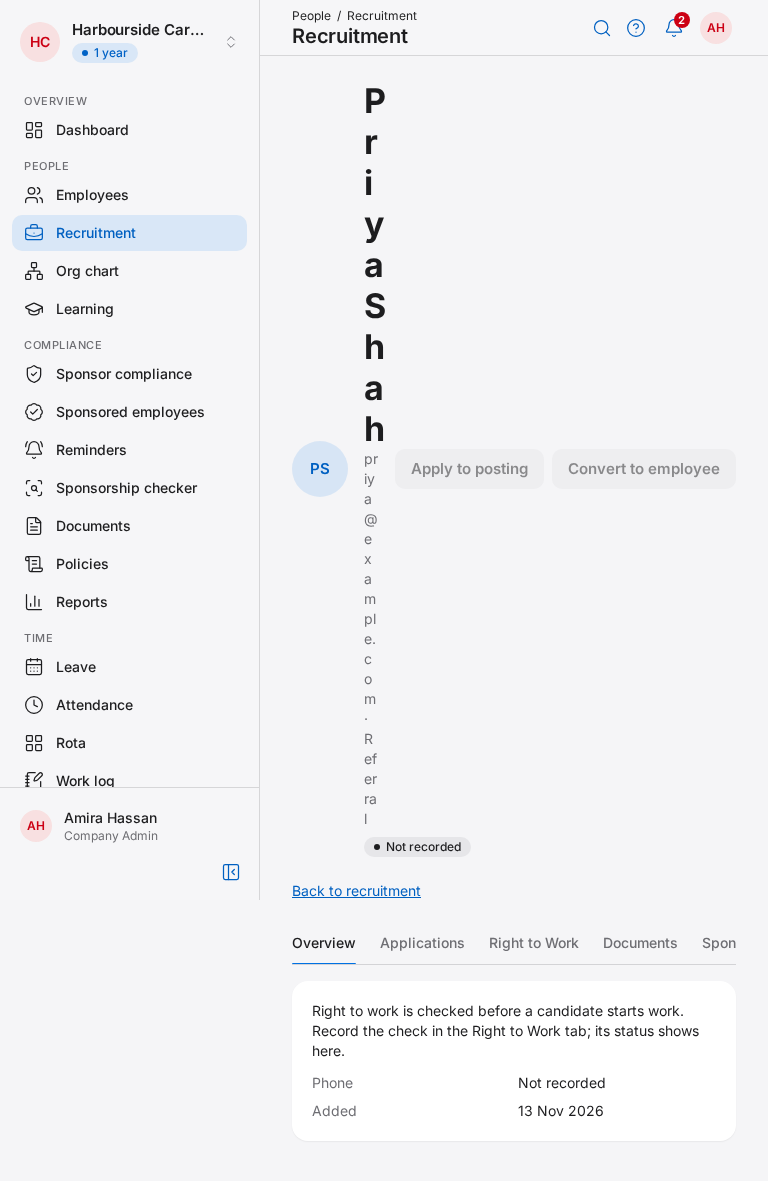 HC
Harbourside Car...
1 year
OVERVIEW
Dashboard
PEOPLE
Employees
Recruitment
Org chart
Learning
COMPLIANCE
Sponsor compliance
Sponsored employees
Reminders
Sponsorship checker
Documents
Policies
Reports
TIME
Leave
Attendance
Rota
Work log
AH
Amira Hassan
Company Admin
People / Recruitment
Recruitment
2
AH
PS
P
r
i
y
a
S
h
a
h
pr
iy
a
@
e
x
a
m
pl
e.
c
o
m
·
R
ef
er
ra
l
Not recorded
Apply to posting
Convert to employee
Back to recruitment
Overview Applications Right to Work Documents Spon
Right to work is checked before a candidate starts work.
Record the check in the Right to Work tab; its status shows
here.
Phone Not recorded
Added 13 Nov 2026